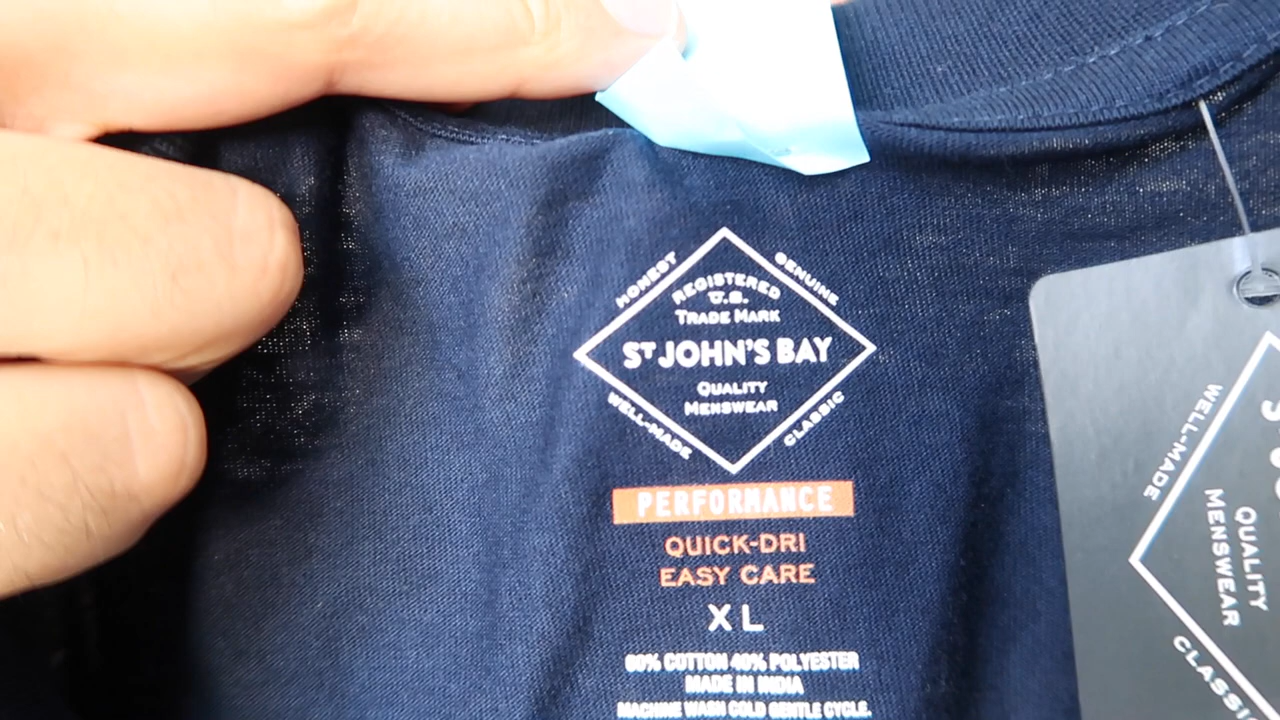 HONEST
GENUINE
REGISTERED
U.S.
TRADE MARK
ST JOHN'S BAY
QUALITY
MENSWEAR
WELL-MADE
CLASSIC
PERFORMANCE
QUICK-DRI
EASY CARE
XL
60% COTTON 40% POLYESTER
MADE IN INDIA
MACHINE WASH COLD GENTLE CYCLE.
WELL-MADE
QUALITY
MENSWEAR